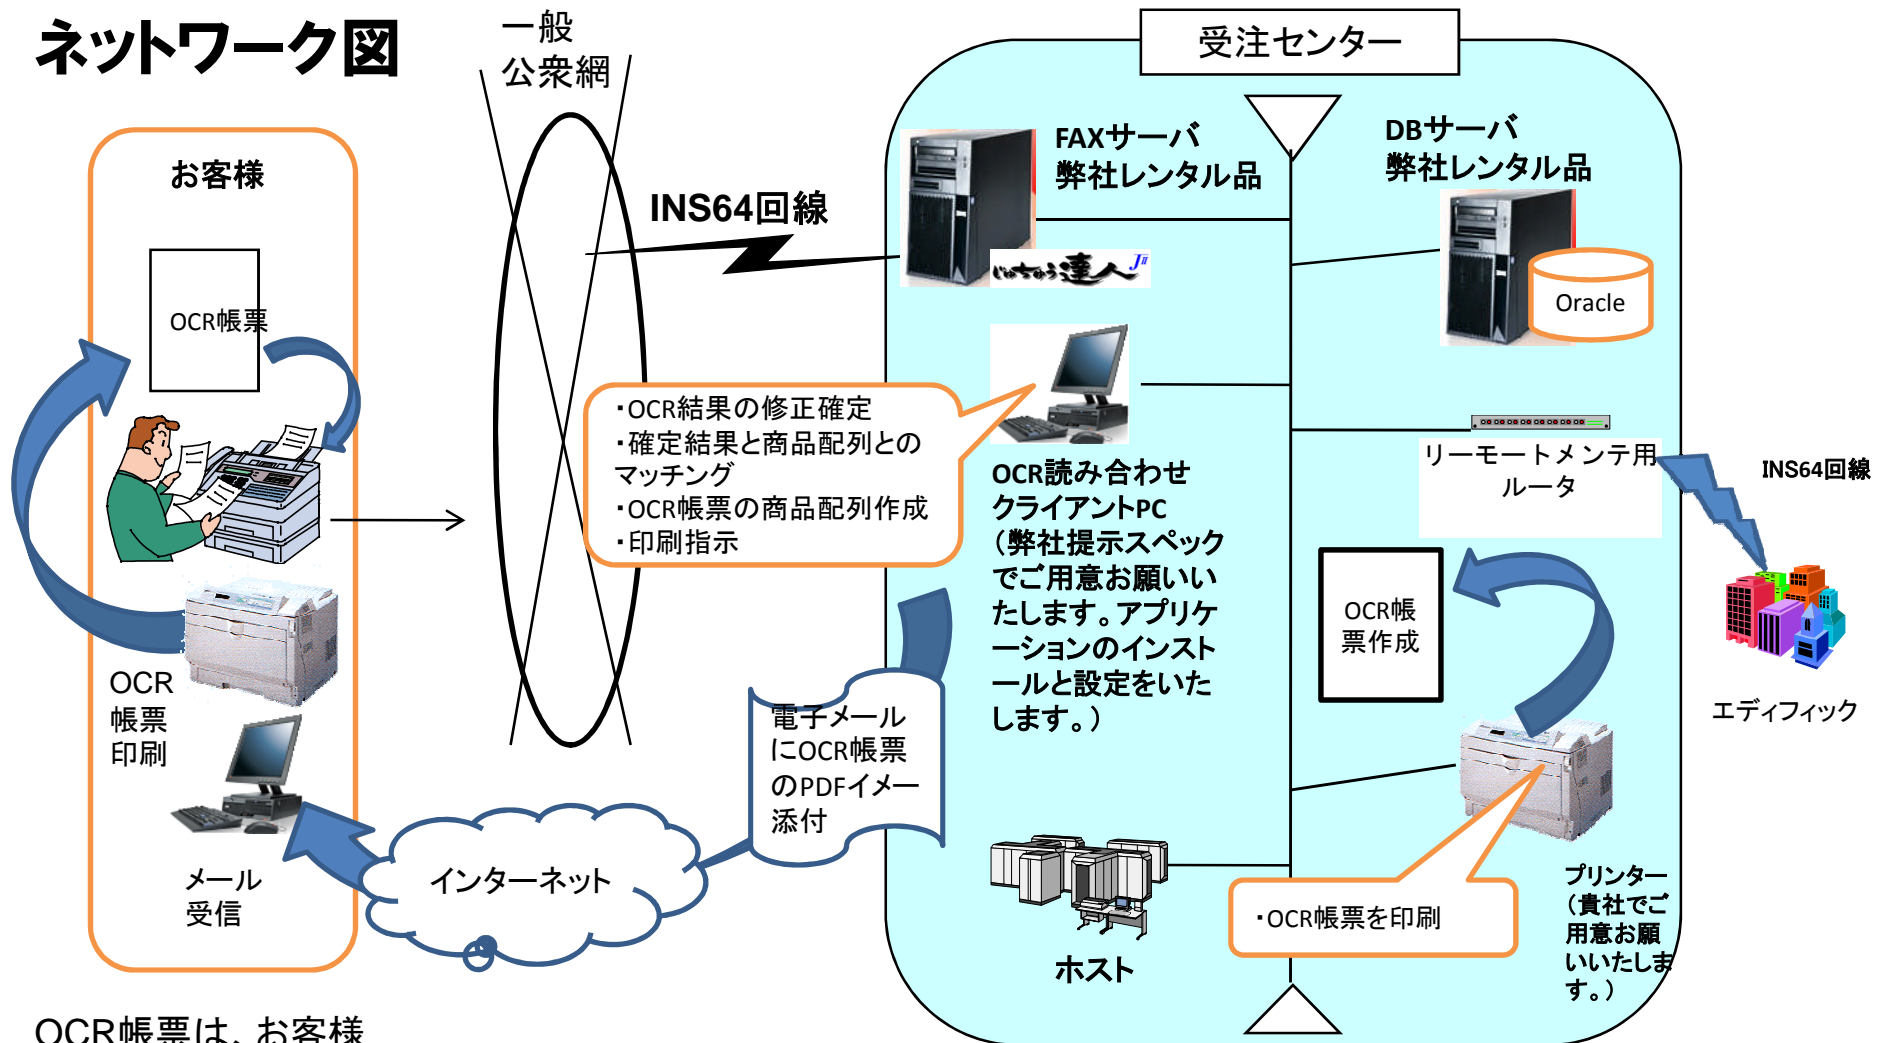 ネットワーク図
一般
公衆網
受注センター
お客様
OCR帳票
OCR
帳票
印刷
メール
受信
INS64回線
FAXサーバ
弊社レンタル品
じゅちゅう達人JⅡ
DBサーバ
弊社レンタル品
Oracle
・OCR結果の修正確定
・確定結果と商品配列との
マッチング
・OCR帳票の商品配列作成
・印刷指示
OCR読み合わせ
クライアントPC
（弊社提示スペック
でご用意お願いい
たします。アプリケ
ーションのインスト
ールと設定をいた
します。）
リーモートメンテ用
ルータ
INS64回線
エディフィック
OCR帳
票作成
電子メール
にOCR帳票
のPDFイメー
添付
インターネット
ホスト
・OCR帳票を印刷
プリンター
（貴社でご
用意お願
いいたしま
す。）
OCR帳票は、お客様